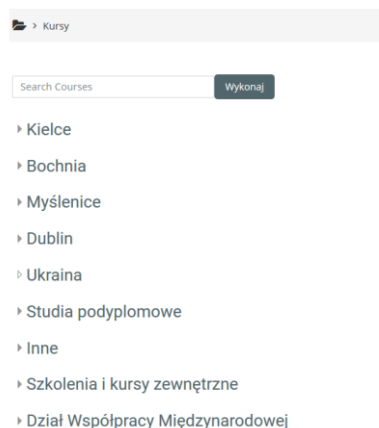 > Kursy
Search Courses Wykonaj
Kielce
Bochnia
Myślenice
Dublin
Ukraina
Studia podyplomowe
Inne
Szkolenia i kursy zewnętrzne
Dział Współpracy Międzynarodowej